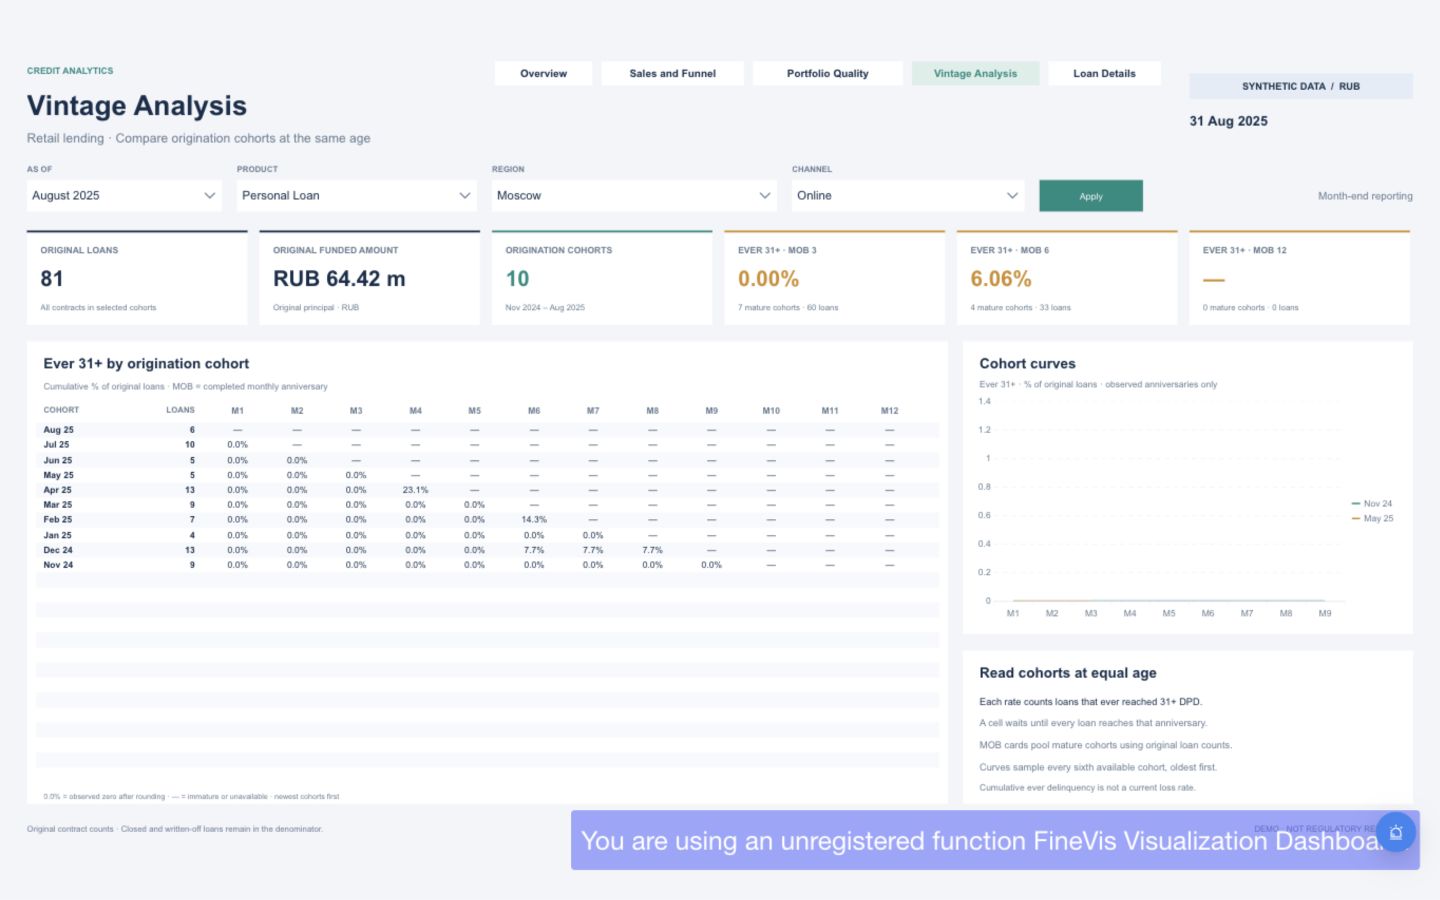 CREDIT ANALYTICS
Overview Sales and Funnel Portfolio Quality Vintage Analysis Loan Details
SYNTHETIC DATA / RUB
Vintage Analysis
31 Aug 2025
Retail lending · Compare origination cohorts at the same age
AS OF PRODUCT REGION CHANNEL
August 2025 Personal Loan Moscow Online Apply Month-end reporting
ORIGINAL LOANS
81
All contracts in selected cohorts
ORIGINAL FUNDED AMOUNT
RUB 64.42 m
Original principal · RUB
ORIGINATION COHORTS
10
Nov 2024 – Aug 2025
EVER 31+ · MOB 3
0.00%
7 mature cohorts · 60 loans
EVER 31+ · MOB 6
6.06%
4 mature cohorts · 33 loans
EVER 31+ · MOB 12
—
0 mature cohorts · 0 loans
Ever 31+ by origination cohort
Cumulative % of original loans · MOB = completed monthly anniversary
COHORT LOANS M1 M2 M3 M4 M5 M6 M7 M8 M9 M10 M11 M12
Aug 25 6 — — — — — — — — — — — —
Jul 25 10 0.0% — — — — — — — — — — —
Jun 25 5 0.0% 0.0% — — — — — — — — — —
May 25 5 0.0% 0.0% 0.0% — — — — — — — — —
Apr 25 13 0.0% 0.0% 0.0% 23.1% — — — — — — — —
Mar 25 9 0.0% 0.0% 0.0% 0.0% 0.0% — — — — — — —
Feb 25 7 0.0% 0.0% 0.0% 0.0% 0.0% 14.3% — — — — — —
Jan 25 4 0.0% 0.0% 0.0% 0.0% 0.0% 0.0% 0.0% — — — — —
Dec 24 13 0.0% 0.0% 0.0% 0.0% 0.0% 7.7% 7.7% 7.7% — — — —
Nov 24 9 0.0% 0.0% 0.0% 0.0% 0.0% 0.0% 0.0% 0.0% 0.0% — — —
0.0% = observed zero after rounding · — = immature or unavailable · newest cohorts first
Cohort curves
Ever 31+ · % of original loans · observed anniversaries only
1.4
1.2
1
0.8
0.6
0.4
0.2
0
M1 M2 M3 M4 M5 M6 M7 M8 M9
Nov 24
May 25
Read cohorts at equal age
Each rate counts loans that ever reached 31+ DPD.
A cell waits until every loan reaches that anniversary.
MOB cards pool mature cohorts using original loan counts.
Curves sample every sixth available cohort, oldest first.
Cumulative ever delinquency is not a current loss rate.
Original contract counts · Closed and written-off loans remain in the denominator.
DEMO · NOT REGULATORY
You are using an unregistered function FineVis Visualization